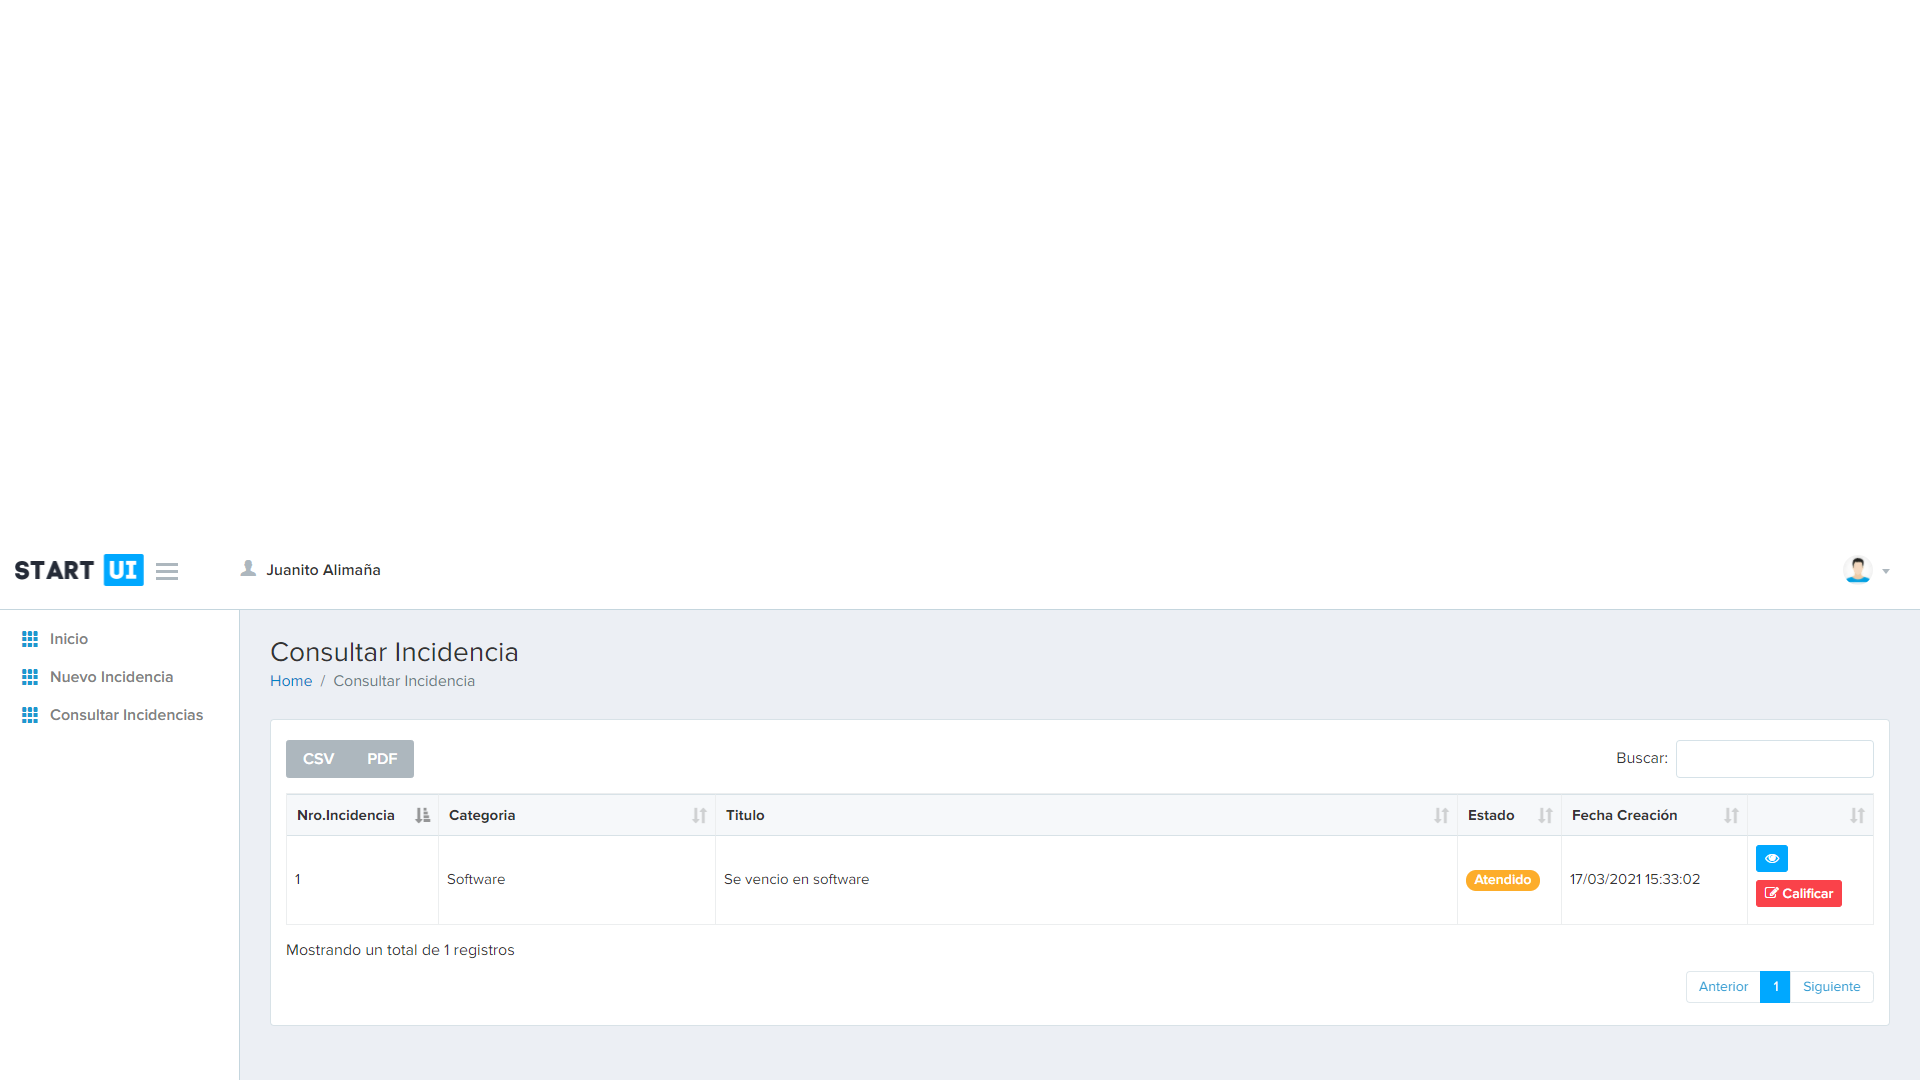 START UI
Juanito Alimaña
Inicio
Nuevo Incidencia
Consultar Incidencias
Consultar Incidencia
Home / Consultar Incidencia
CSV PDF
Buscar:
Nro.Incidencia Categoria Titulo Estado Fecha Creación
1 Software Se vencio en software Atendido 17/03/2021 15:33:02
Calificar
Mostrando un total de 1 registros
Anterior 1 Siguiente